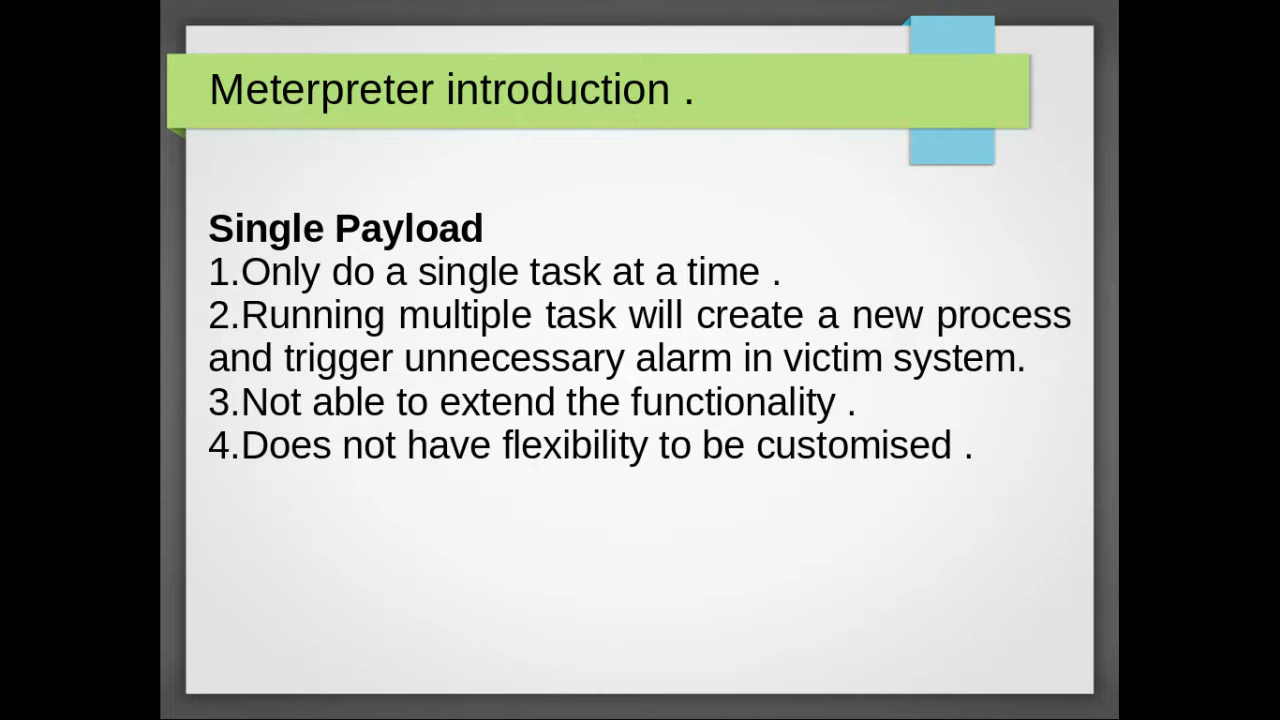 Meterpreter introduction .
Single Payload
1.Only do a single task at a time .
2.Running multiple task will create a new process
and trigger unnecessary alarm in victim system.
3.Not able to extend the functionality .
4.Does not have flexibility to be customised .